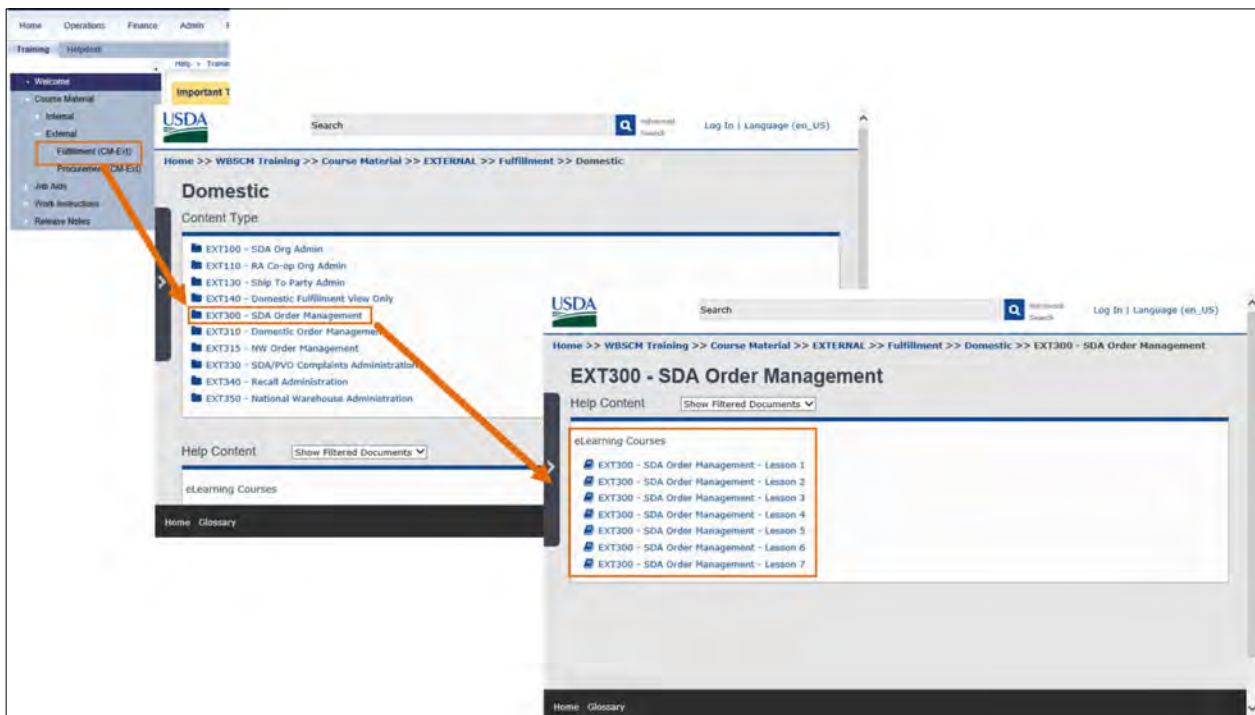 Home Operations Finance Admin
Training Helpdesk
Help > Trainin
Welcome
Important T
Course Material
Internal
External
Fulfillment (CM-Ext)
Procurement (CM-Ext)
Job Aids
Work Instructions
Release Notes
USDA
Search
Advanced Search
Log In | Language (en_US)
Home >> WBSCM Training >> Course Material >> EXTERNAL >> Fulfillment >> Domestic
Domestic
Content Type
EXT100 - SDA Org Admin
EXT110 - RA Co-op Org Admin
EXT130 - Ship To Party Admin
EXT140 - Domestic Fulfillment View Only
EXT300 - SDA Order Management
EXT310 - Domestic Order Management
EXT315 - NW Order Management
EXT330 - SDA/PVO Complaints Administration
EXT340 - Recall Administration
EXT350 - National Warehouse Administration
Help Content Show Filtered Documents
eLearning Courses
Home Glossary
USDA
Search
Advanced Search
Log In | Language (en_US)
Home >> WBSCM Training >> Course Material >> EXTERNAL >> Fulfillment >> Domestic >> EXT300 - SDA Order Management
EXT300 - SDA Order Management
Help Content Show Filtered Documents
eLearning Courses
EXT300 - SDA Order Management - Lesson 1
EXT300 - SDA Order Management - Lesson 2
EXT300 - SDA Order Management - Lesson 3
EXT300 - SDA Order Management - Lesson 4
EXT300 - SDA Order Management - Lesson 5
EXT300 - SDA Order Management - Lesson 6
EXT300 - SDA Order Management - Lesson 7
Home Glossary